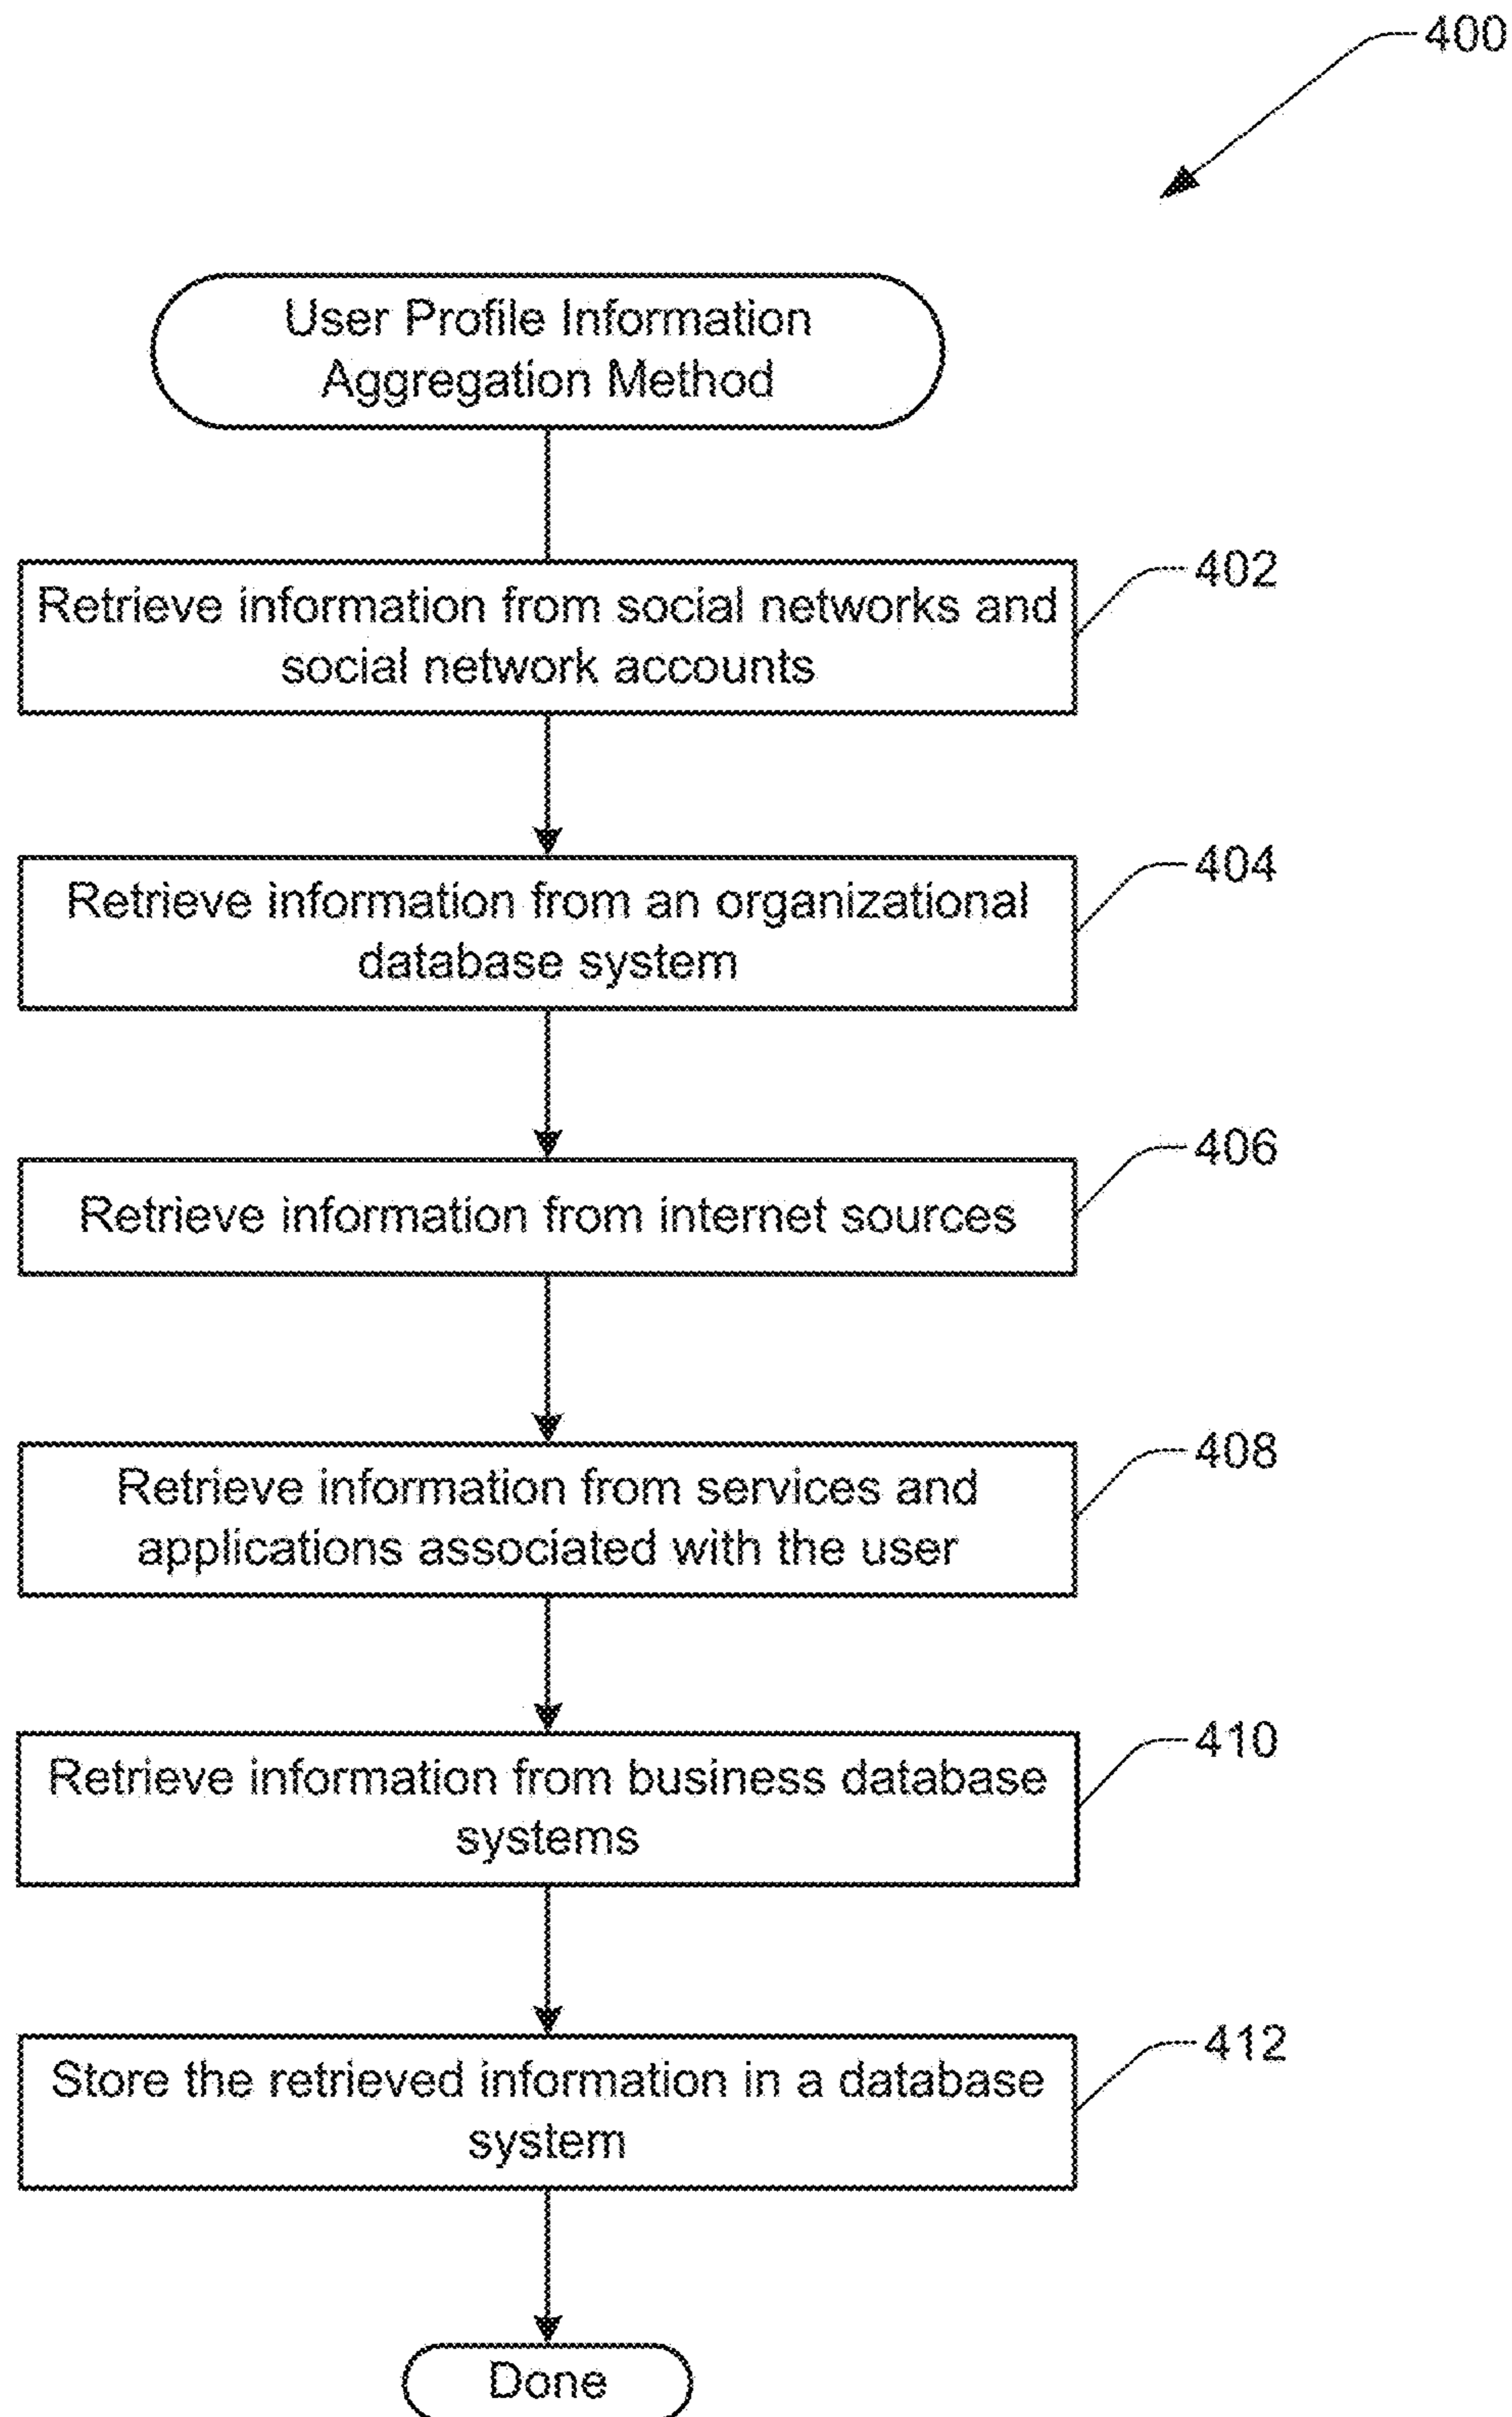 400
User Profile Information
Aggregation Method
402
Retrieve information from social networks and
social network accounts
404
Retrieve information from an organizational
database system
406
Retrieve information from internet sources
408
Retrieve information from services and
applications associated with the user
410
Retrieve information from business database
systems
412
Store the retrieved information in a database
system
Done